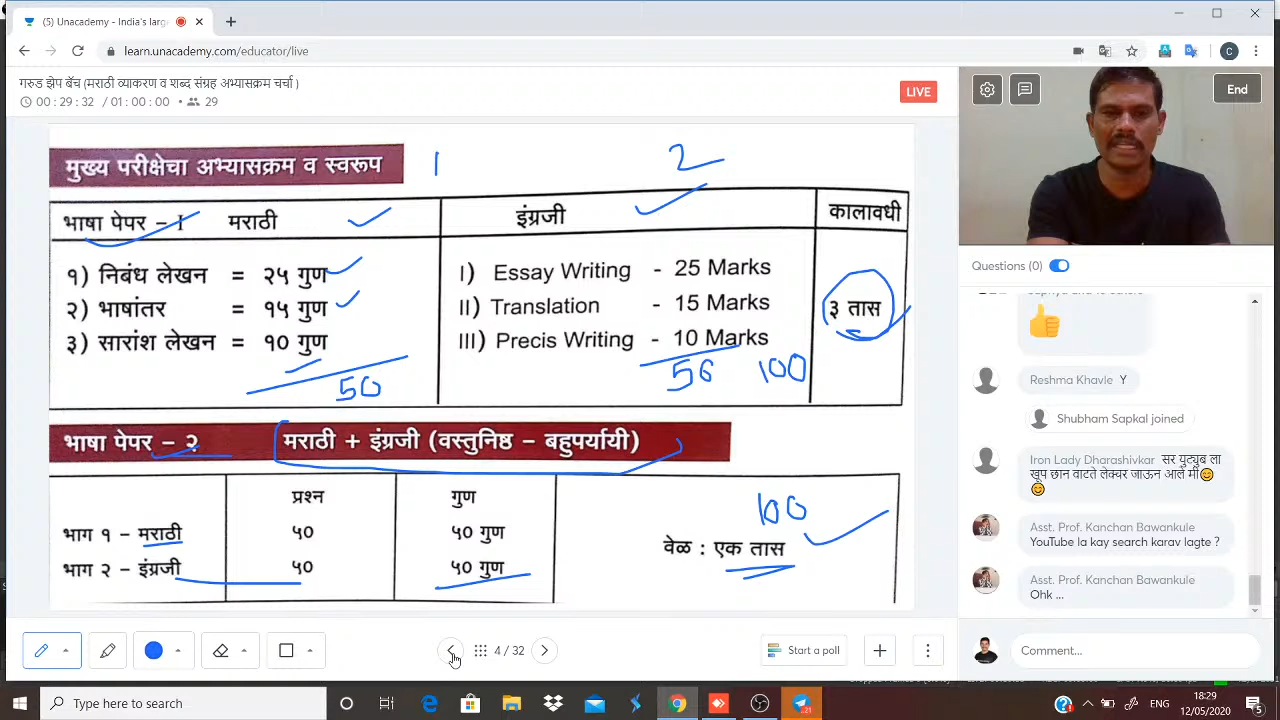 (5) Unacademy - India's larg
learn.unacademy.com/educator/live
C
गरुड झेप बॅच (मराठी व्याकरण व शब्द संग्रह अभ्यासक्रम चर्चा )
00 : 29 : 32 / 01 : 00 : 00 • 23
LIVE
End
मुख्य परीक्षेचा अभ्यासक्रम व स्वरूप 1 2
भाषा पेपर – I मराठी इंग्रजी कालावधी
१) निबंध लेखन = २५ गुण I) Essay Writing - 25 Marks
२) भाषांतर = १५ गुण II) Translation - 15 Marks ३ तास
३) सारांश लेखन = १० गुण III) Precis Writing - 10 Marks
50 50 100
भाषा पेपर – २ मराठी + इंग्रजी (वस्तुनिष्ठ – बहुपर्यायी)
प्रश्न गुण
100
भाग १ – मराठी ५० ५० गुण वेळ : एक तास
भाग २ – इंग्रजी ५० ५० गुण
Questions (0)
Reshma Khavle Y
Shubham Sapkal joined
Iron Lady Dharashivkar सर युट्युब ला
खूप छान वाटते लेक्चर जाऊन आले मी😊
😊
Asst. Prof. Kanchan Bawankule
YouTube la kay search karav lagte ?
Asst. Prof. Kanchan Bawankule
Ohk ...
4 / 32
Start a poll
Comment...
Type here to search
ENG
18:29
12/05/2020